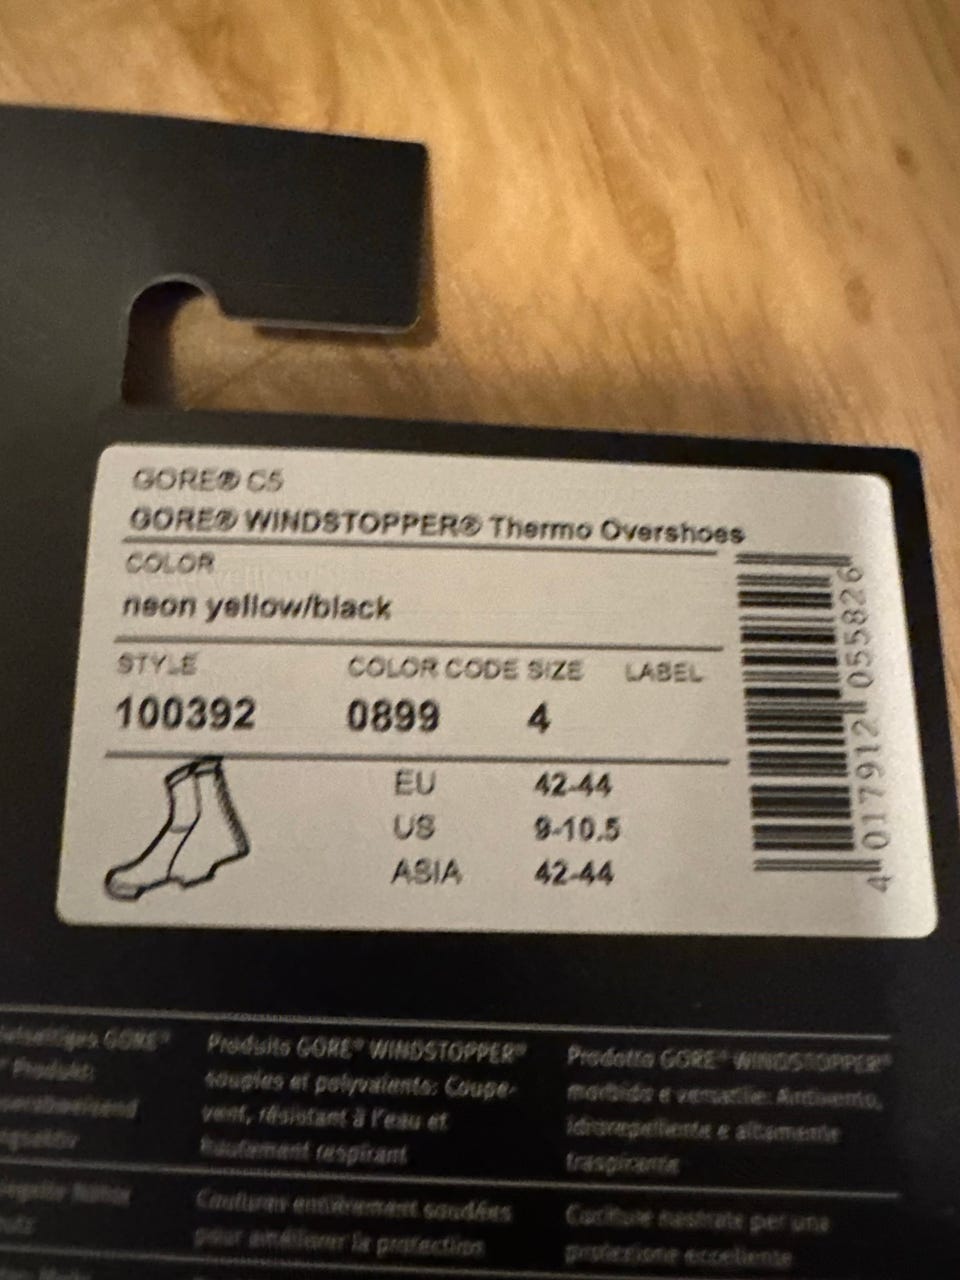 GORE® C5
GORE® WINDSTOPPER® Thermo Overshoes
COLOR
neon yellow/black
STYLE COLOR CODE SIZE LABEL
100392 0899 4
EU 42-44
US 9-10.5
ASIA 42-44
4 017912 055826
GORE®
Produkt:
Produits GORE® WINDSTOPPER®
souples et polyvalents: Coupe-
vent, résistant à l'eau et
hautement respirant
Prodotto GORE® WINDSTOPPER®
morbido e versatile: Antivento,
idrorepellente e altamente
traspirante
Coutures entièrement soudées
pour améliorer la protection
Cuciture nastrate per una
protezione eccellente